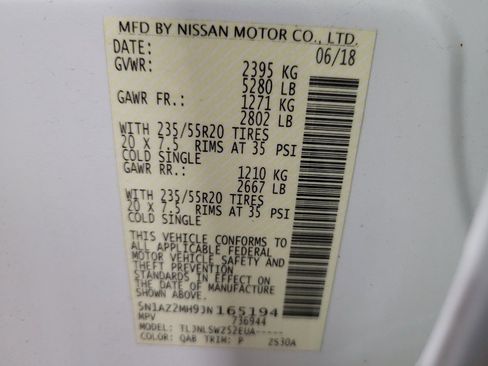 MFD BY NISSAN MOTOR CO., LTD.
DATE: 06/18
GVWR: 2395 KG
5280 LB
GAWR FR.: 1271 KG
2802 LB
WITH 235/55R20 TIRES
20 X 7.5 RIMS AT 35 PSI
COLD SINGLE
GAWR RR.: 1210 KG
2667 LB
WITH 235/55R20 TIRES
20 X 7.5 RIMS AT 35 PSI
COLD SINGLE
THIS VEHICLE CONFORMS TO
ALL APPLICABLE FEDERAL
MOTOR VEHICLE SAFETY AND
THEFT PREVENTION
STANDARDS IN EFFECT ON
THE DATE OF MANUFACTURE
SHOWN ABOVE.
5N1AZ2MH9JN165194
MPV 736944
MODEL: TLJNLSWZ52EUA-----
COLOR: QAB TRIM: P 2S30A